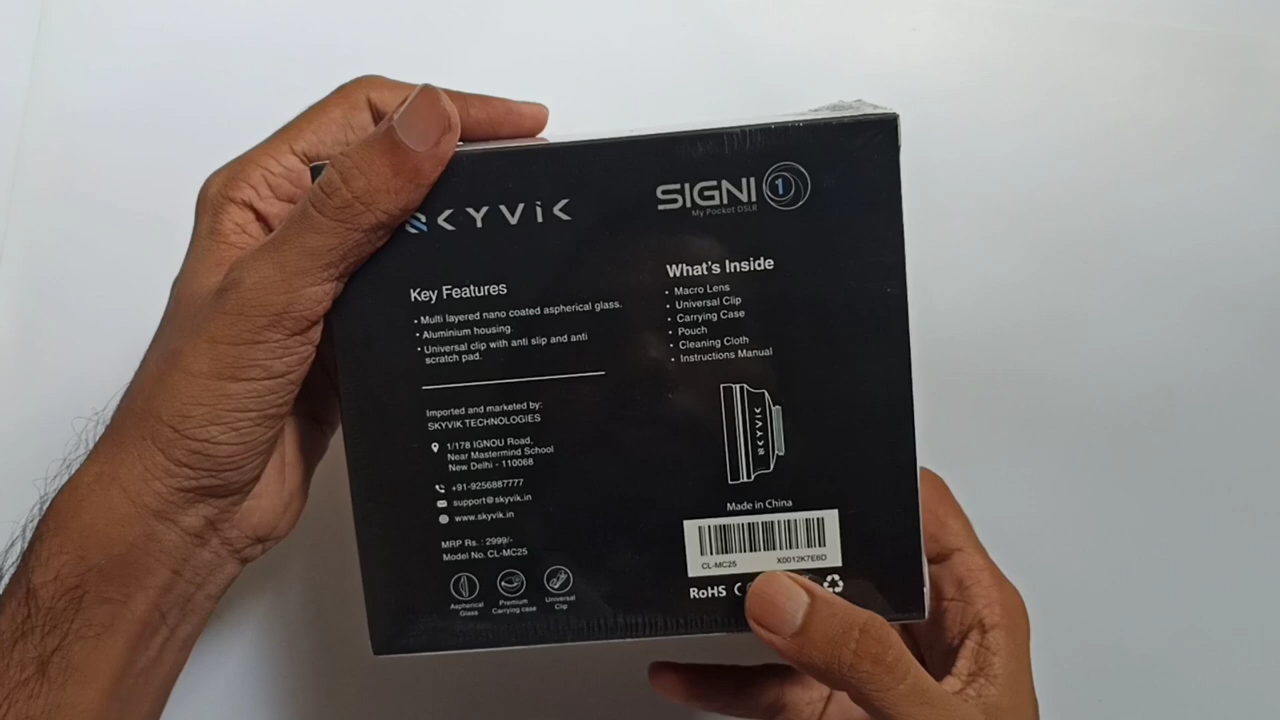 SKYVIK
SIGNI 1
My Pocket DSLR
Key Features
• Multi layered nano coated aspherical glass.
• Aluminium housing.
• Universal clip with anti slip and anti
scratch pad.
Imported and marketed by:
SKYVIK TECHNOLOGIES
1/178 IGNOU Road,
Near Mastermind School
New Delhi - 110068
+91-9256887777
support@skyvik.in
www.skyvik.in
MRP Rs. : 2999/-
Model No. CL-MC25
Aspherical
Glass
Premium
Carrying case
Universal
Clip
What's Inside
• Macro Lens
• Universal Clip
• Carrying Case
• Pouch
• Cleaning Cloth
• Instructions Manual
SKYVIK
Made in China
CL-MC25 X0012K7E6D
RoHS